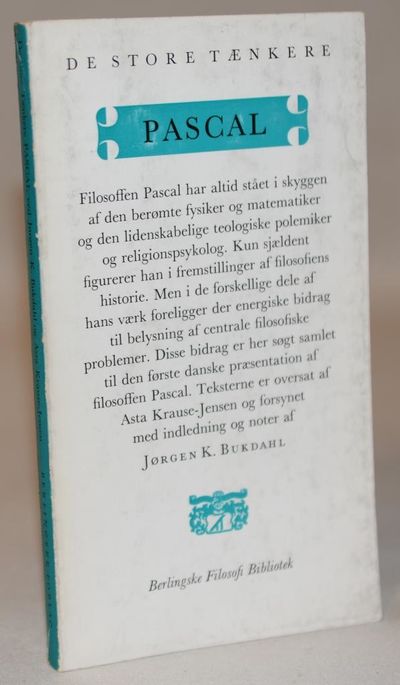 DE STORE TÆNKERE
PASCAL
Filosoffen Pascal har altid stået i skyggen
af den berømte fysiker og matematiker
og den lidenskabelige teologiske polemiker
og religionspsykolog. Kun sjældent
figurerer han i fremstillinger af filosofiens
historie. Men i de forskellige dele af
hans værk foreligger der energiske bidrag
til belysning af centrale filosofiske
problemer. Disse bidrag er her søgt samlet
til den første danske præsentation af
filosoffen Pascal. Teksterne er oversat af
Asta Krause-Jensen og forsynet
med indledning og noter af
JØRGEN K. BUKDAHL
Berlingske Filosofi Bibliotek